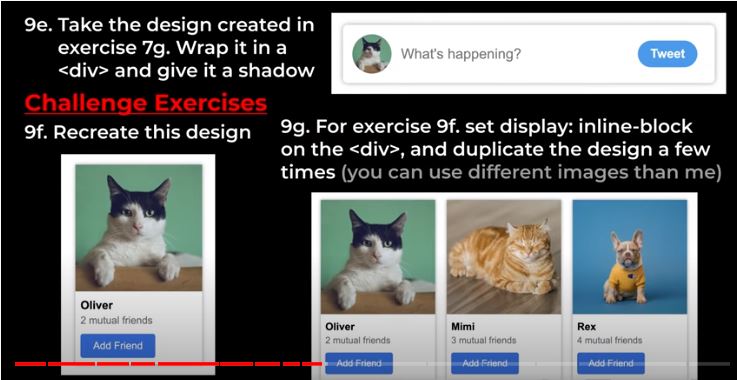 9e. Take the design created in
exercise 7g. Wrap it in a
<div> and give it a shadow
What's happening?
Tweet
Challenge Exercises
9f. Recreate this design
9g. For exercise 9f. set display: inline-block
on the <div>, and duplicate the design a few
times (you can use different images than me)
Oliver
2 mutual friends
Add Friend
Oliver
2 mutual friends
Add Friend
Mimi
3 mutual friends
Add Friend
Rex
4 mutual friends
Add Friend